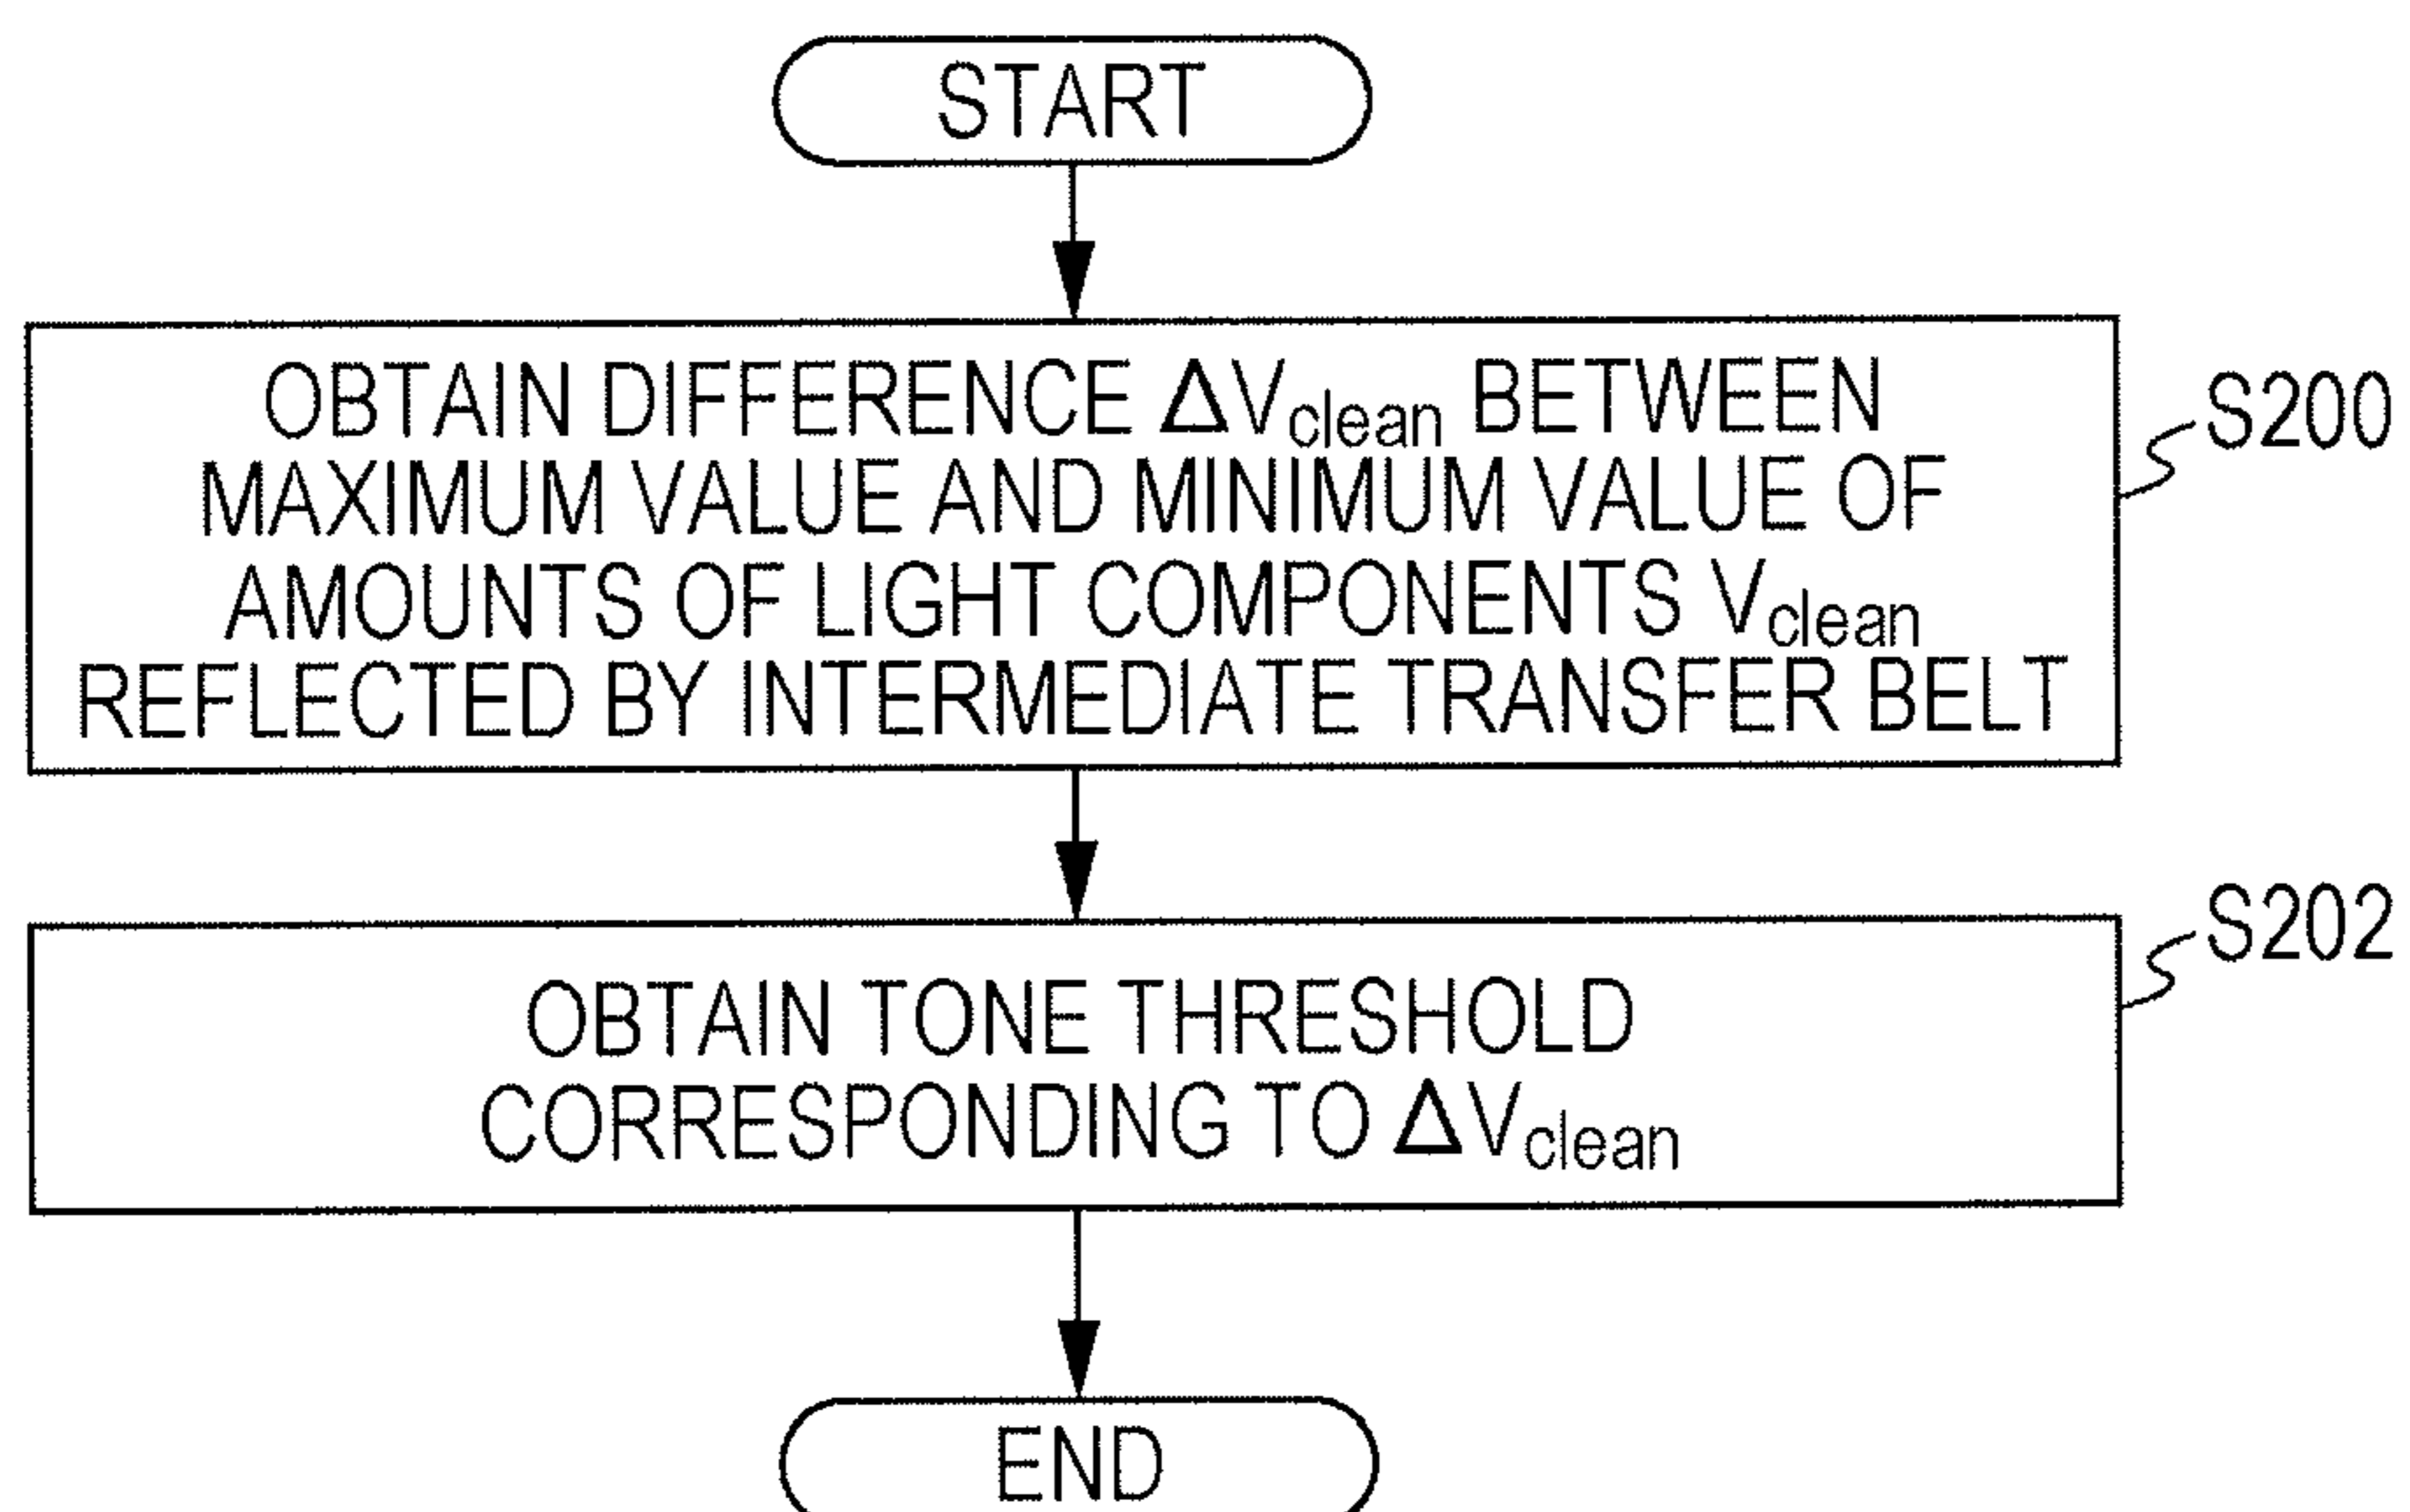 START
OBTAIN DIFFERENCE ΔVclean BETWEEN
MAXIMUM VALUE AND MINIMUM VALUE OF
AMOUNTS OF LIGHT COMPONENTS Vclean
REFLECTED BY INTERMEDIATE TRANSFER BELT
S200
OBTAIN TONE THRESHOLD
CORRESPONDING TO ΔVclean
S202
END